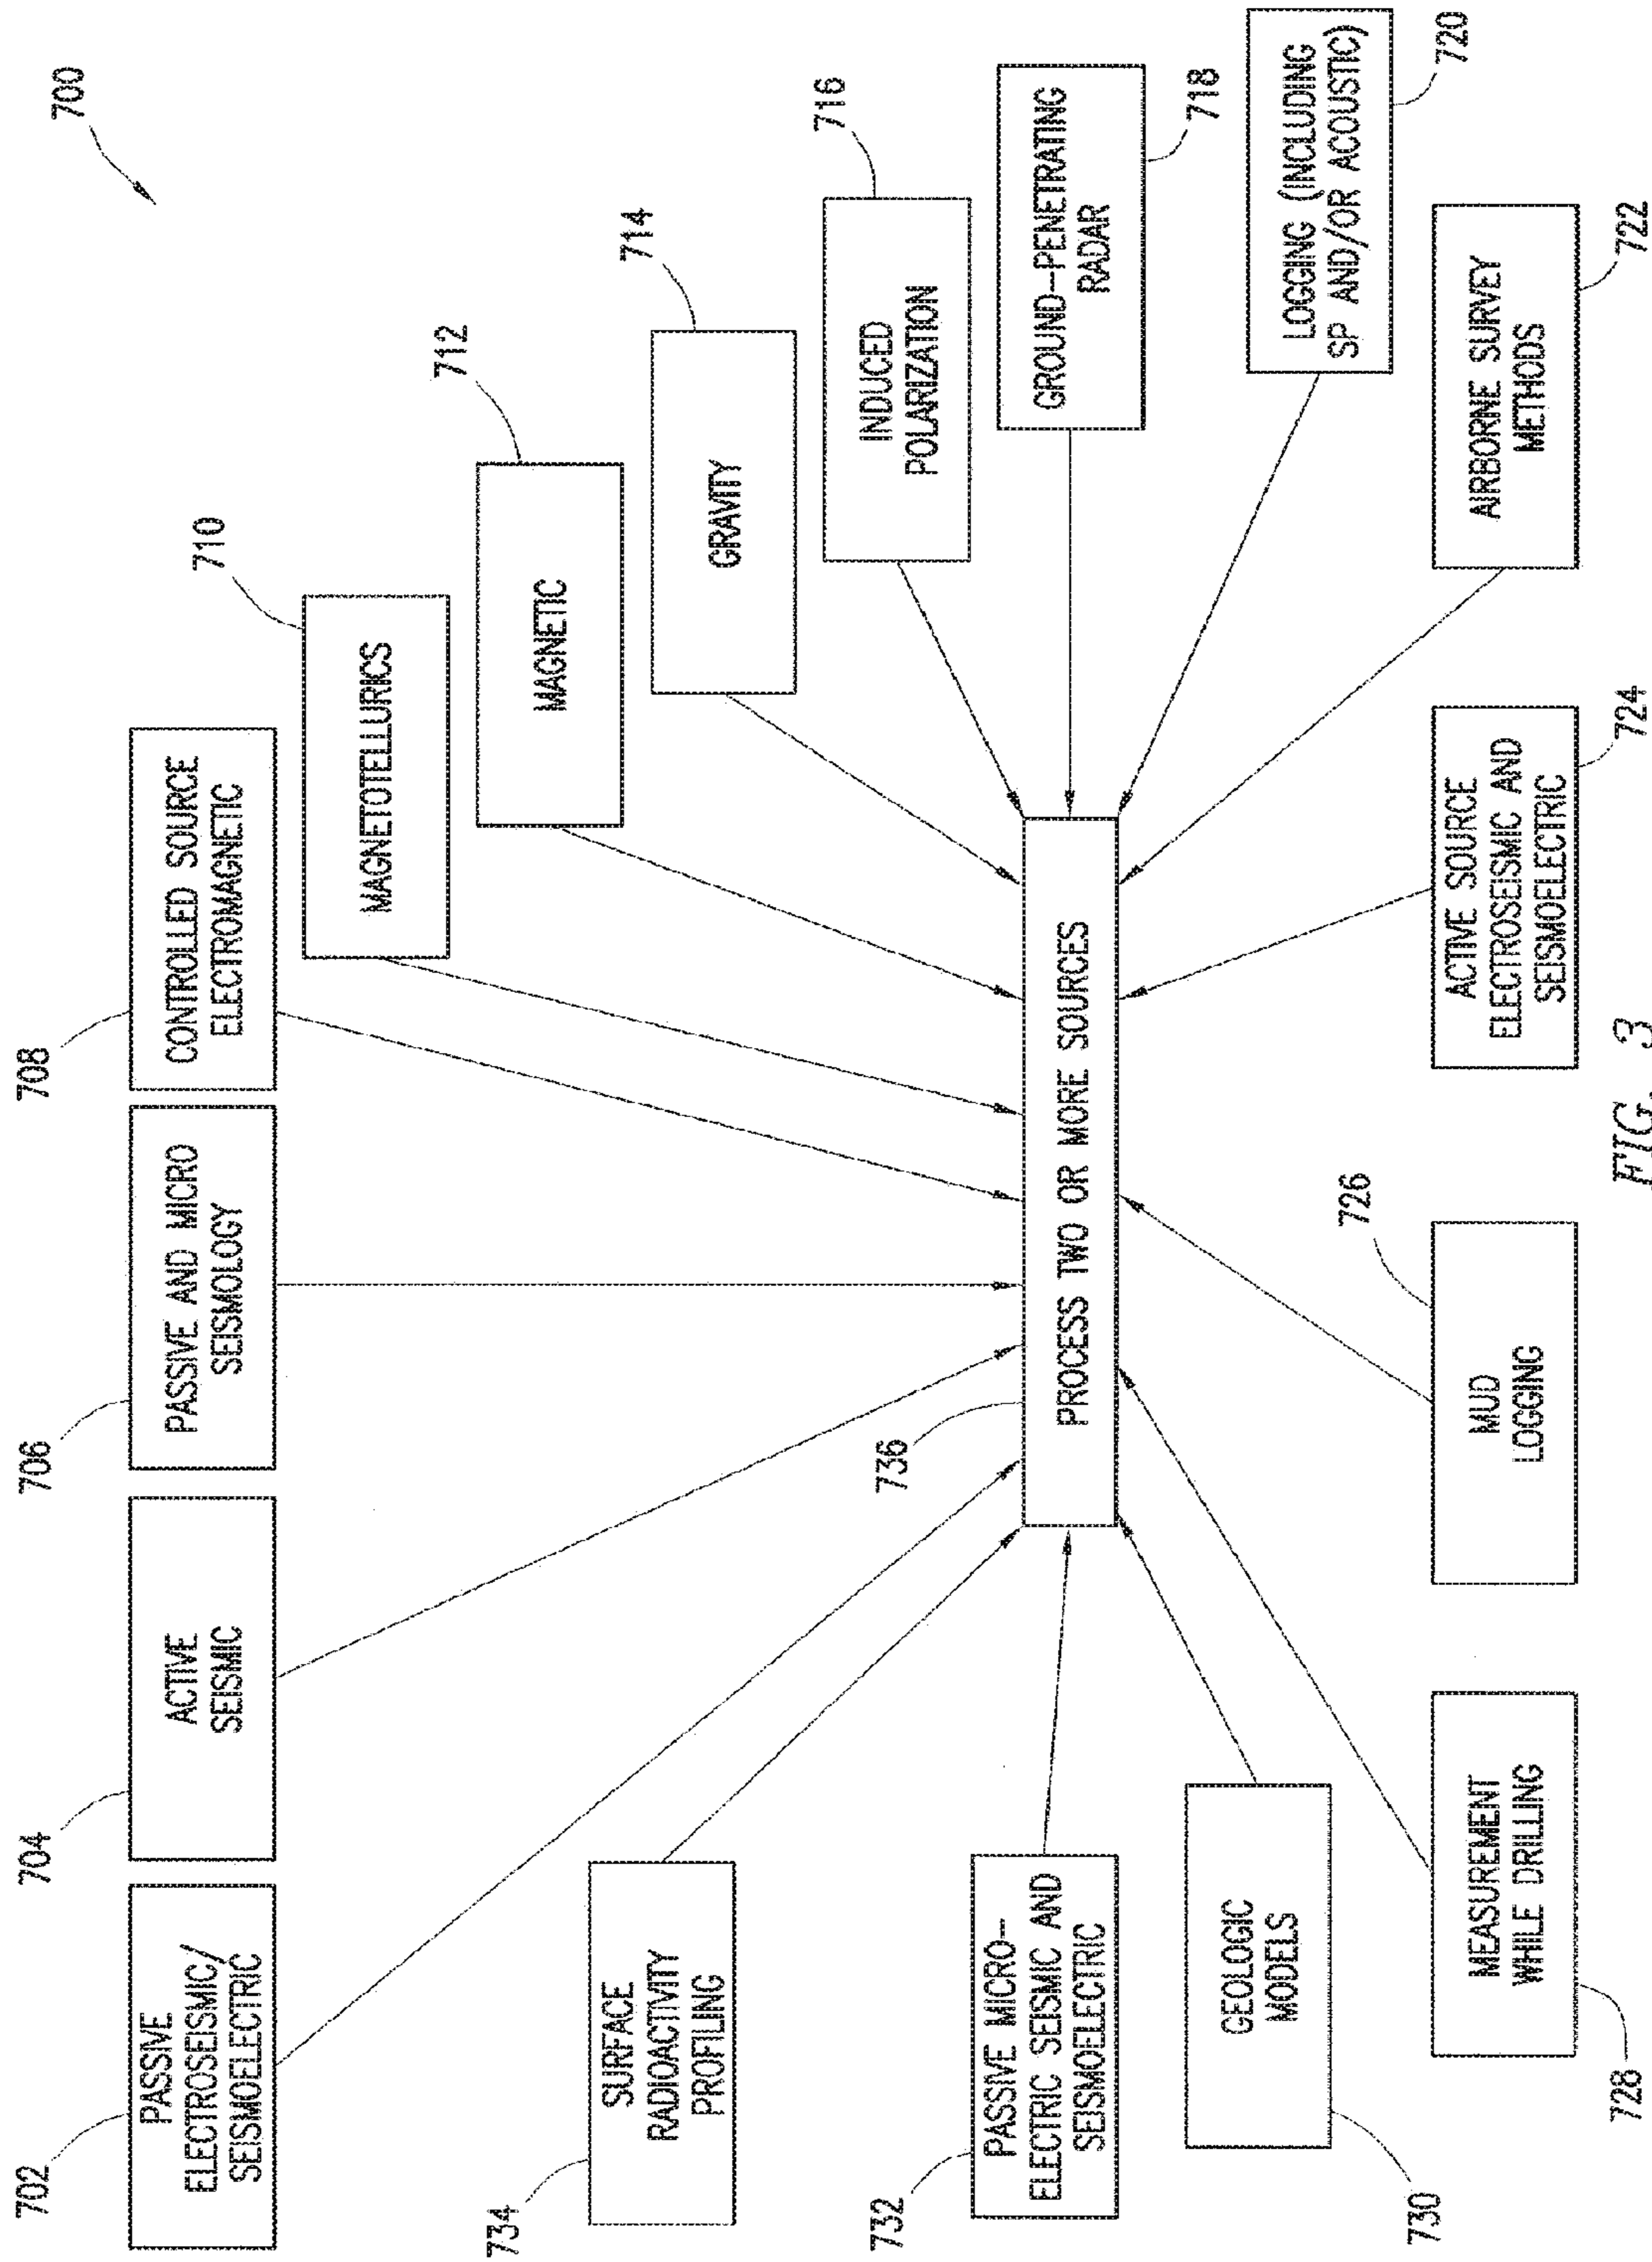 700
702
PASSIVE
ELECTROSEISMIC/
SEISMOELECTRIC
704
ACTIVE
SEISMIC
706
PASSIVE AND MICRO
SEISMOLOGY
708
CONTROLLED SOURCE
ELECTROMAGNETIC
710
MAGNETOTELLURICS
712
MAGNETIC
714
GRAVITY
716
INDUCED
POLARIZATION
GROUND-PENETRATING
RADAR
718
LOGGING (INCLUDING
SP AND/OR ACOUSTIC)
720
AIRBORNE SURVEY
METHODS
722
ACTIVE SOURCE
ELECTROSEISMIC AND
SEISMOELECTRIC
724
726
MUD
LOGGING
MEASUREMENT
WHILE DRILLING
728
GEOLOGIC
MODELS
730
732
PASSIVE MICRO-
ELECTRIC SEISMIC AND
SEISMOELECTRIC
734
SURFACE
RADIOACTIVITY
PROFILING
736
PROCESS TWO OR MORE SOURCES
FIG. 3